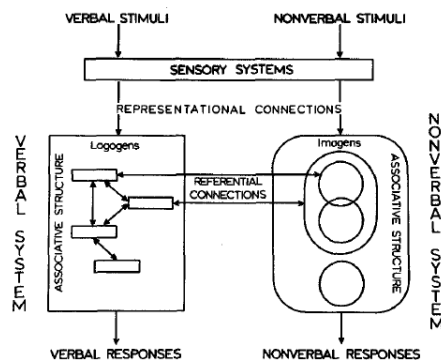 VERBAL STIMULI
NONVERBAL STIMULI
SENSORY SYSTEMS
REPRESENTATIONAL CONNECTIONS
VERBAL SYSTEM
ASSOCIATIVE STRUCTURE
Logogens
REFERENTIAL
CONNECTIONS
Imogens
ASSOCIATIVE STRUCTURE
NONVERBAL SYSTEM
VERBAL RESPONSES
NONVERBAL RESPONSES